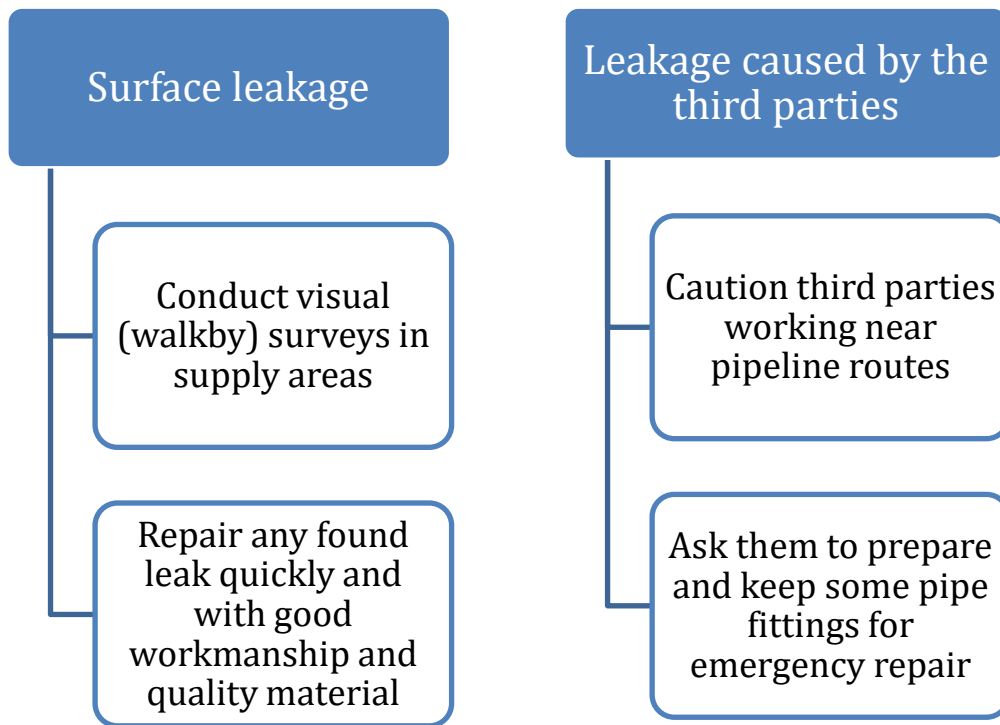 Surface leakage
Conduct visual
(walkby) surveys in
supply areas
Repair any found
leak quickly and
with good
workmanship and
quality material
Leakage caused by the
third parties
Caution third parties
working near
pipeline routes
Ask them to prepare
and keep some pipe
fittings for
emergency repair